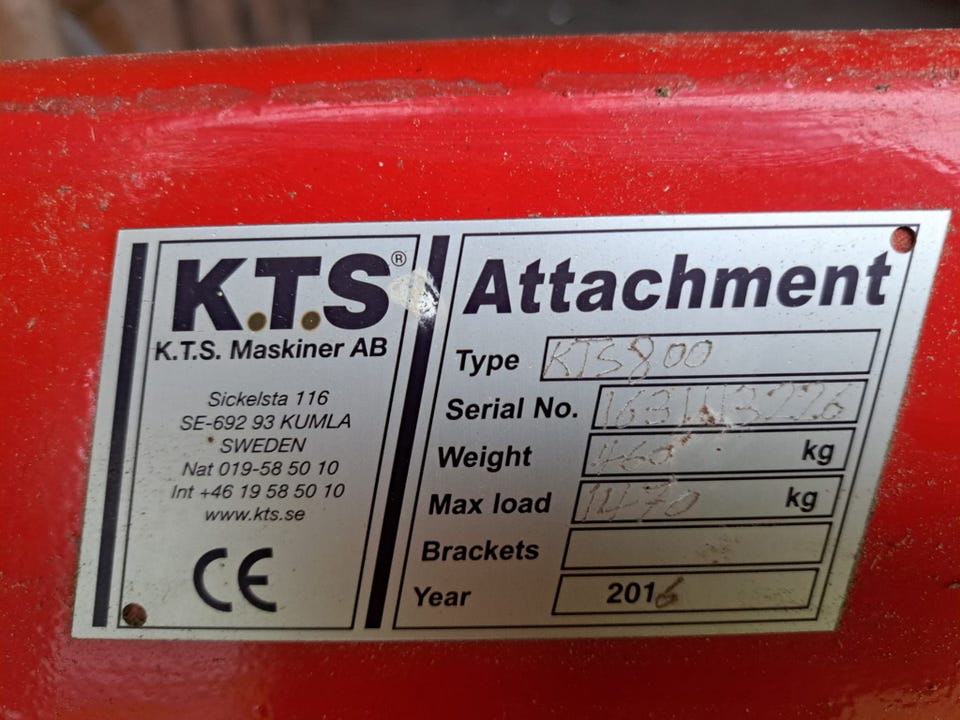 K.T.S®
K.T.S. Maskiner AB
Sickelsta 116
SE-692 93 KUMLA
SWEDEN
Nat 019-58 50 10
Int +46 19 58 50 10
www.kts.se
CE
Attachment
Type KTS800
Serial No.
Weight 460 kg
Max load 1470 kg
Brackets
Year 2016